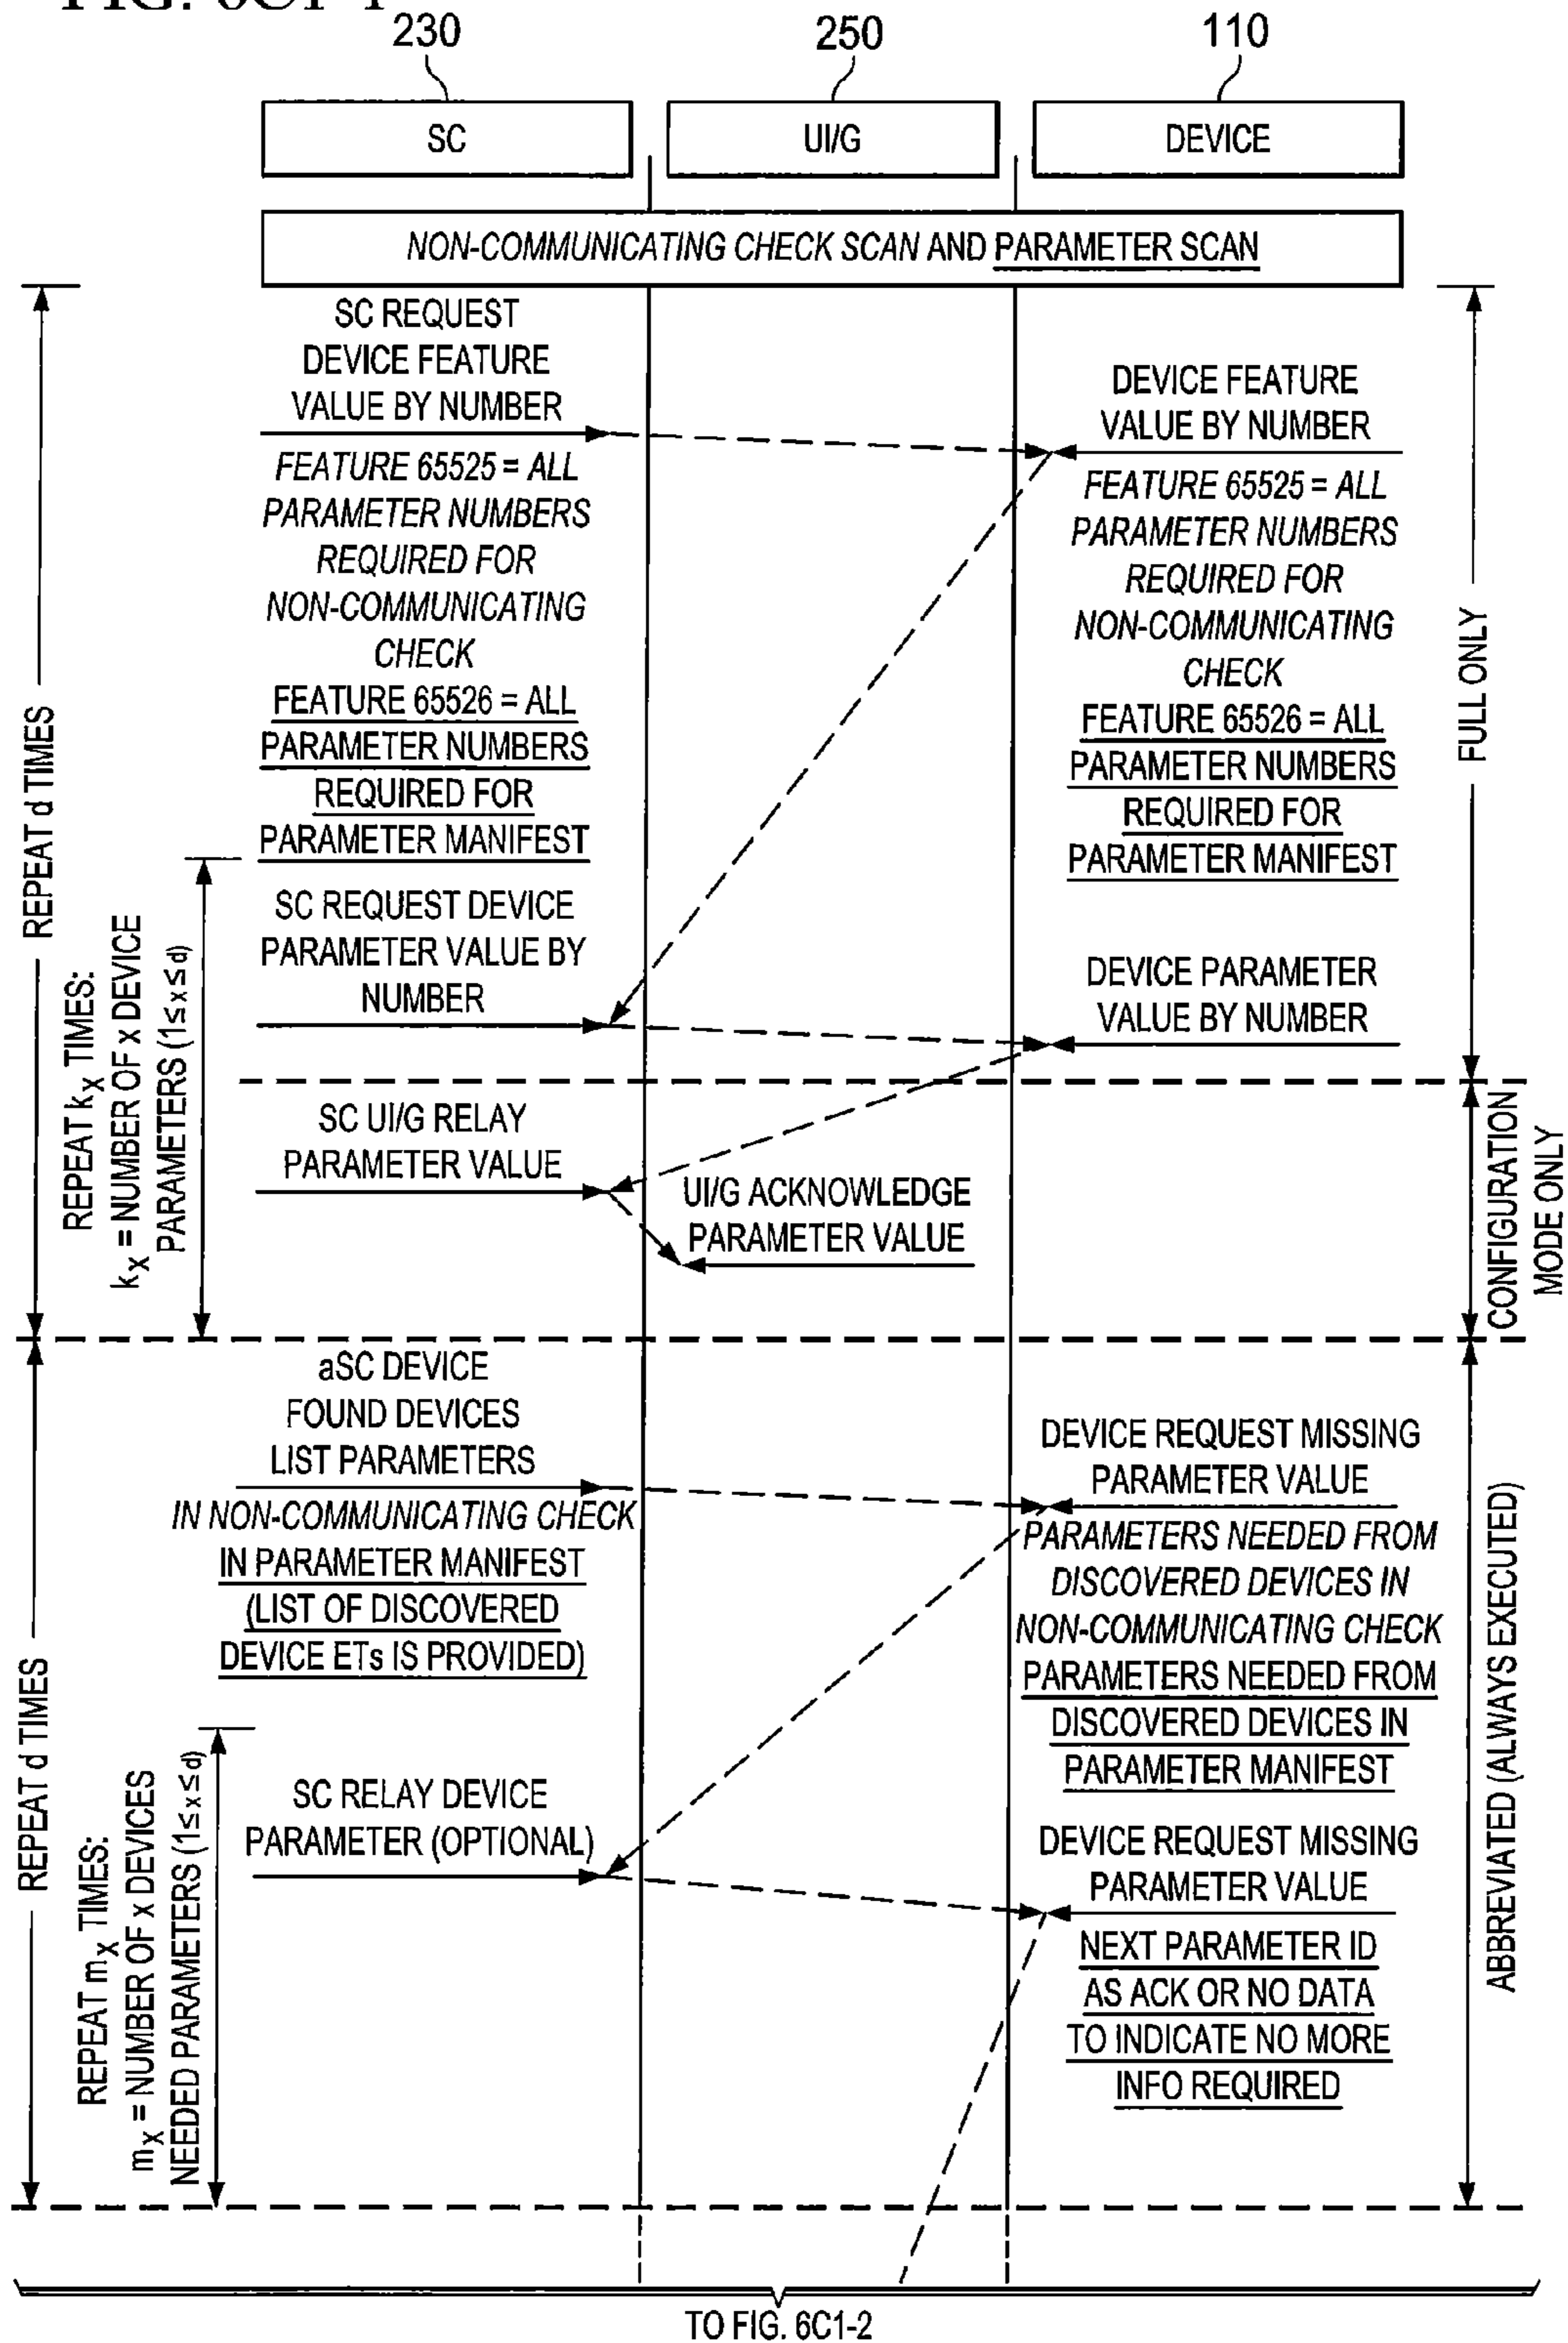 FIG. 6C1-1
230
250
110
SC
UI/G
DEVICE
NON-COMMUNICATING CHECK SCAN AND PARAMETER SCAN
SC REQUEST
DEVICE FEATURE
VALUE BY NUMBER
FEATURE 65525 = ALL
PARAMETER NUMBERS
REQUIRED FOR
NON-COMMUNICATING
CHECK
FEATURE 65526 = ALL
PARAMETER NUMBERS
REQUIRED FOR
PARAMETER MANIFEST
DEVICE FEATURE
VALUE BY NUMBER
FEATURE 65525 = ALL
PARAMETER NUMBERS
REQUIRED FOR
NON-COMMUNICATING
CHECK
FEATURE 65526 = ALL
PARAMETER NUMBERS
REQUIRED FOR
PARAMETER MANIFEST
FULL ONLY
REPEAT d TIMES
REPEAT kx TIMES:
kx = NUMBER OF x DEVICE
PARAMETERS (1≤x≤d)
SC REQUEST DEVICE
PARAMETER VALUE BY
NUMBER
DEVICE PARAMETER
VALUE BY NUMBER
SC UI/G RELAY
PARAMETER VALUE
UI/G ACKNOWLEDGE
PARAMETER VALUE
CONFIGURATION
MODE ONLY
aSC DEVICE
FOUND DEVICES
LIST PARAMETERS
IN NON-COMMUNICATING CHECK
IN PARAMETER MANIFEST
(LIST OF DISCOVERED
DEVICE ETs IS PROVIDED)
DEVICE REQUEST MISSING
PARAMETER VALUE
PARAMETERS NEEDED FROM
DISCOVERED DEVICES IN
NON-COMMUNICATING CHECK
PARAMETERS NEEDED FROM
DISCOVERED DEVICES IN
PARAMETER MANIFEST
ABBREVIATED (ALWAYS EXECUTED)
REPEAT d TIMES
REPEAT mx TIMES:
mx = NUMBER OF x DEVICES
NEEDED PARAMETERS (1≤x≤d)
SC RELAY DEVICE
PARAMETER (OPTIONAL)
DEVICE REQUEST MISSING
PARAMETER VALUE
NEXT PARAMETER ID
AS ACK OR NO DATA
TO INDICATE NO MORE
INFO REQUIRED
TO FIG. 6C1-2